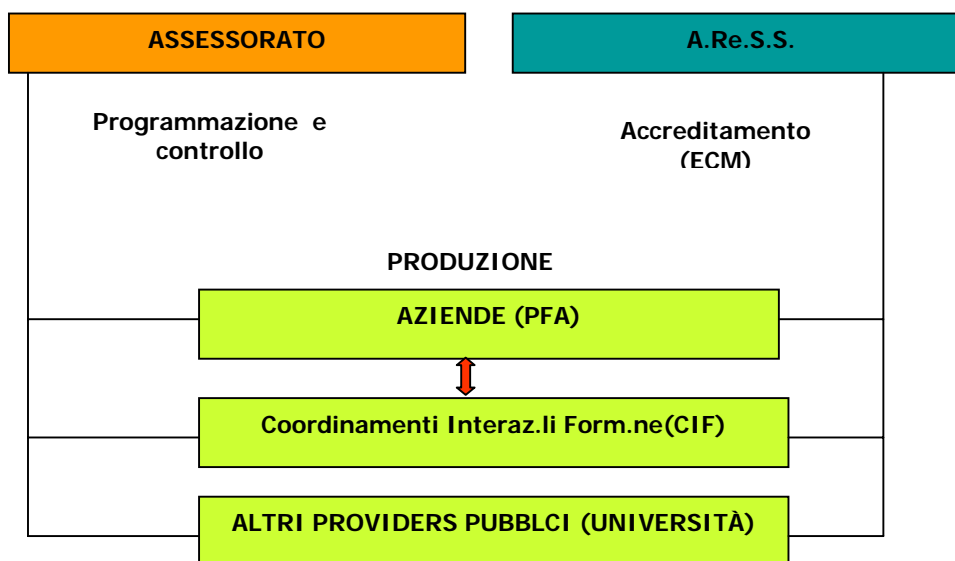 ASSESSORATO
A.Re.S.S.
Programmazione e
controllo
Accreditamento
(ECM)
PRODUZIONE
AZIENDE (PFA)
Coordinamenti Interaz.li Form.ne(CIF)
ALTRI PROVIDERS PUBBLCI (UNIVERSITÀ)